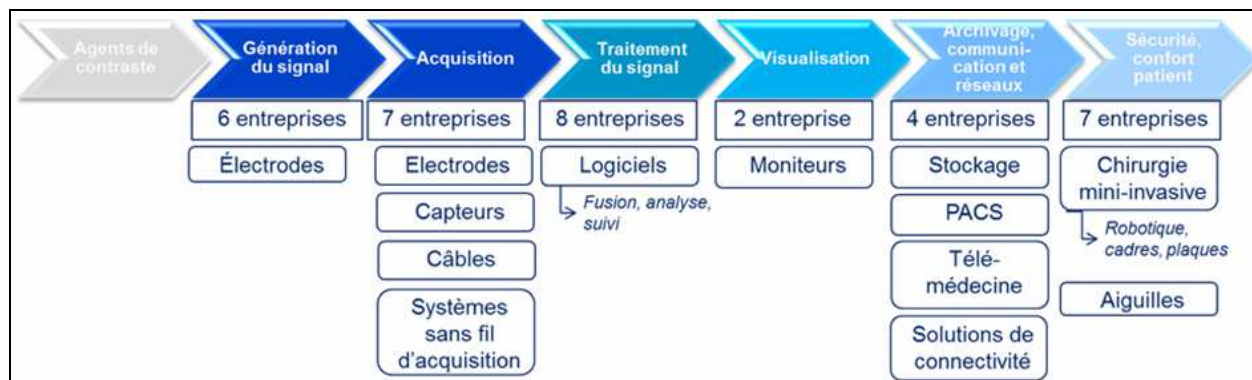 Agents de
contraste
Génération
du signal
Acquisition
Traitement
du signal
Visualisation
Archivage,
communi-
cation et
réseaux
Sécurité,
confort
patient
6 entreprises
7 entreprises
8 entreprises
2 entreprise
4 entreprises
7 entreprises
Électrodes
Electrodes
Capteurs
Câbles
Systèmes
sans fil
d'acquisition
Logiciels
Fusion, analyse,
suivi
Moniteurs
Stockage
PACS
Télé-
médecine
Solutions de
connectivité
Chirurgie
mini-invasive
Robotique,
cadres, plaques
Aiguilles